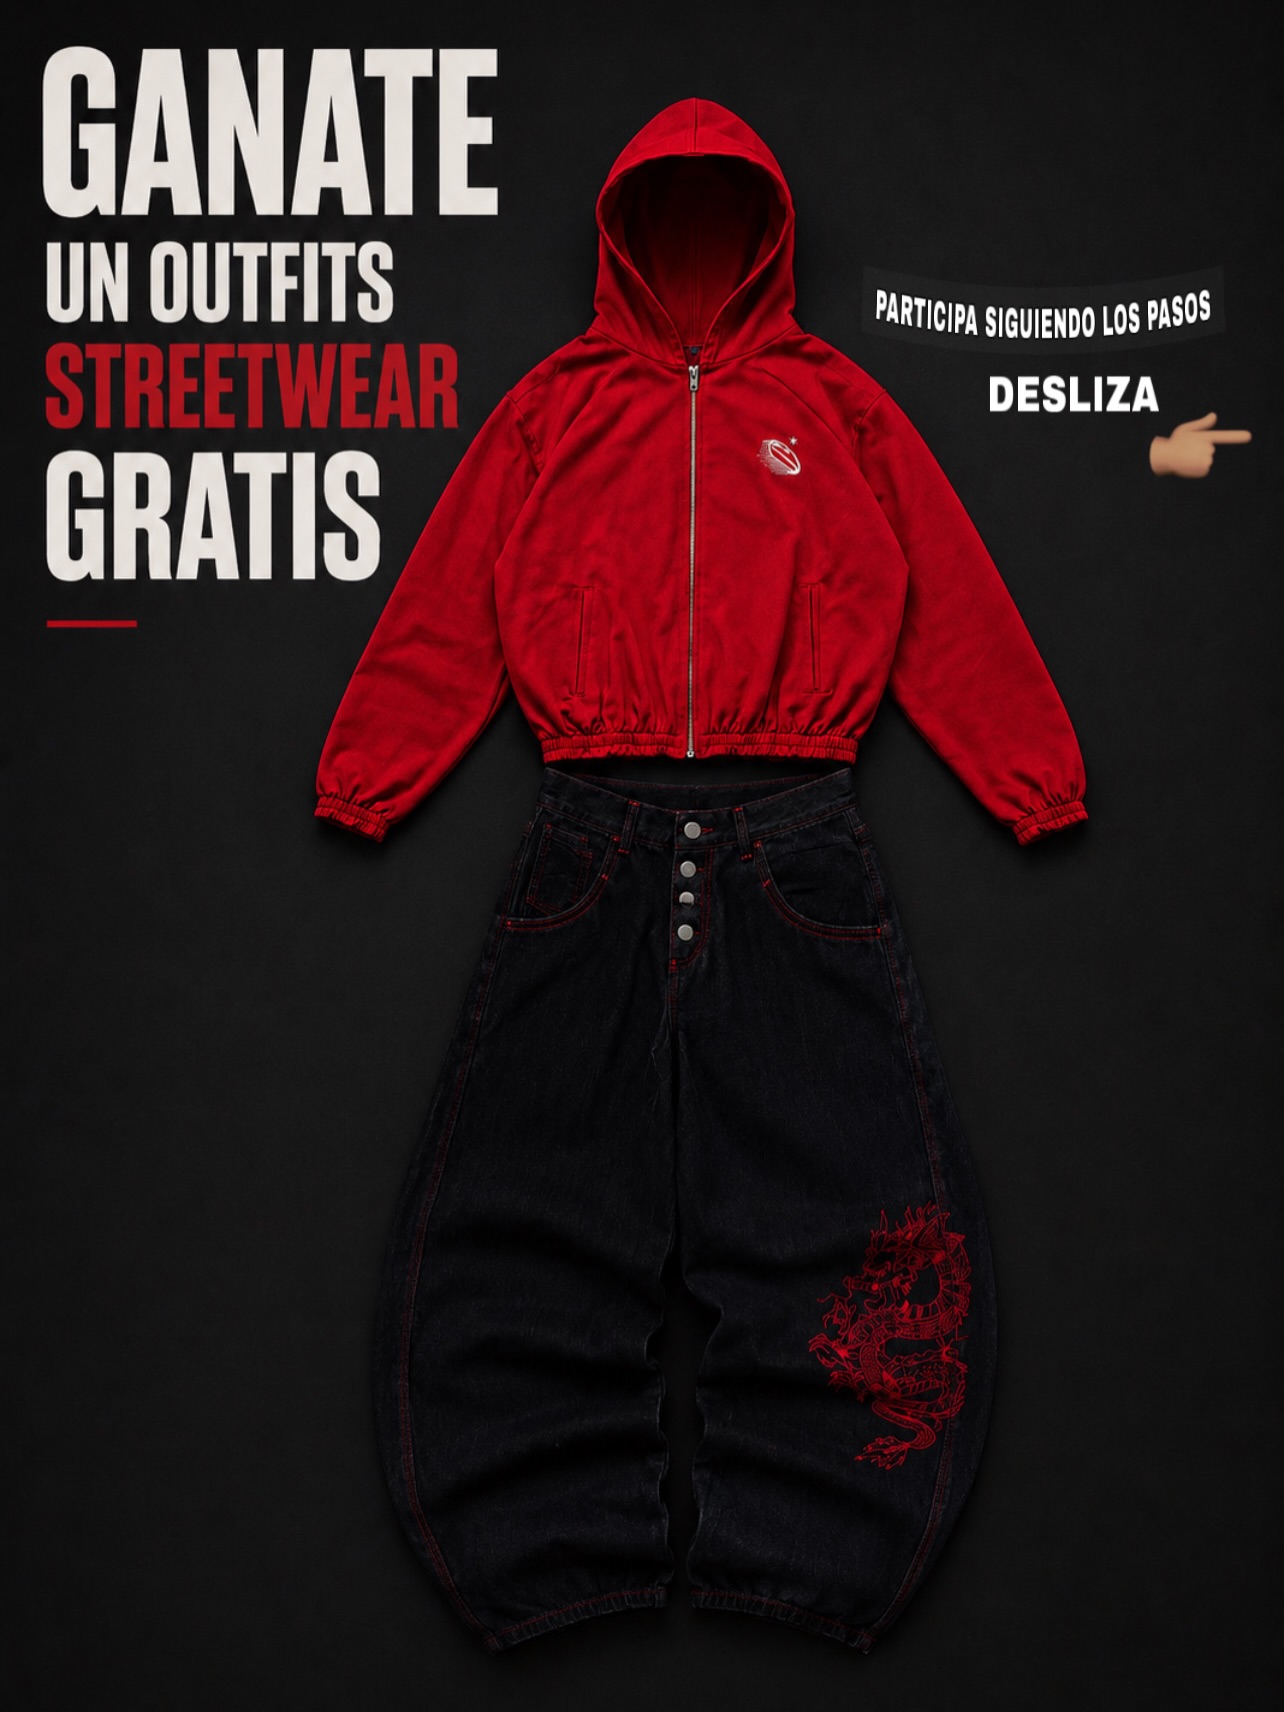 GANATE
UN OUTFITS
STREETWEAR
GRATIS
PARTICIPA SIGUIENDO LOS PASOS
DESLIZA